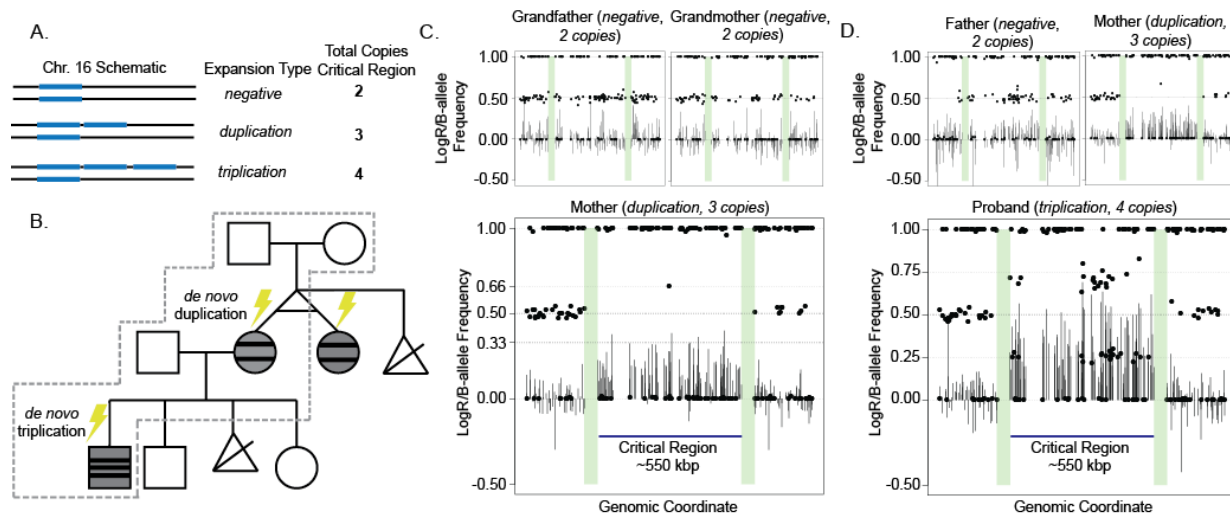 A.
Chr. 16 Schematic
Expansion Type
Total Copies
Critical Region
negative
2
duplication
3
triplication
4
B.
de novo
duplication
de novo
triplication
C.
Grandfather (negative,
2 copies)
Grandmother (negative,
2 copies)
LogR/B-allele
Frequency
1.00
0.50
0.00
-0.50
Mother (duplication, 3 copies)
LogR/B-allele Frequency
1.00
0.66
0.50
0.33
0.00
-0.50
Critical Region
~550 kbp
Genomic Coordinate
D.
Father (negative,
2 copies)
Mother (duplication,
3 copies)
LogR/B-allele
Frequency
1.00
0.50
0.00
-0.50
Proband (triplication, 4 copies)
LogR/B-allele Frequency
1.00
0.75
0.50
0.25
0.00
-0.50
Critical Region
~550 kbp
Genomic Coordinate